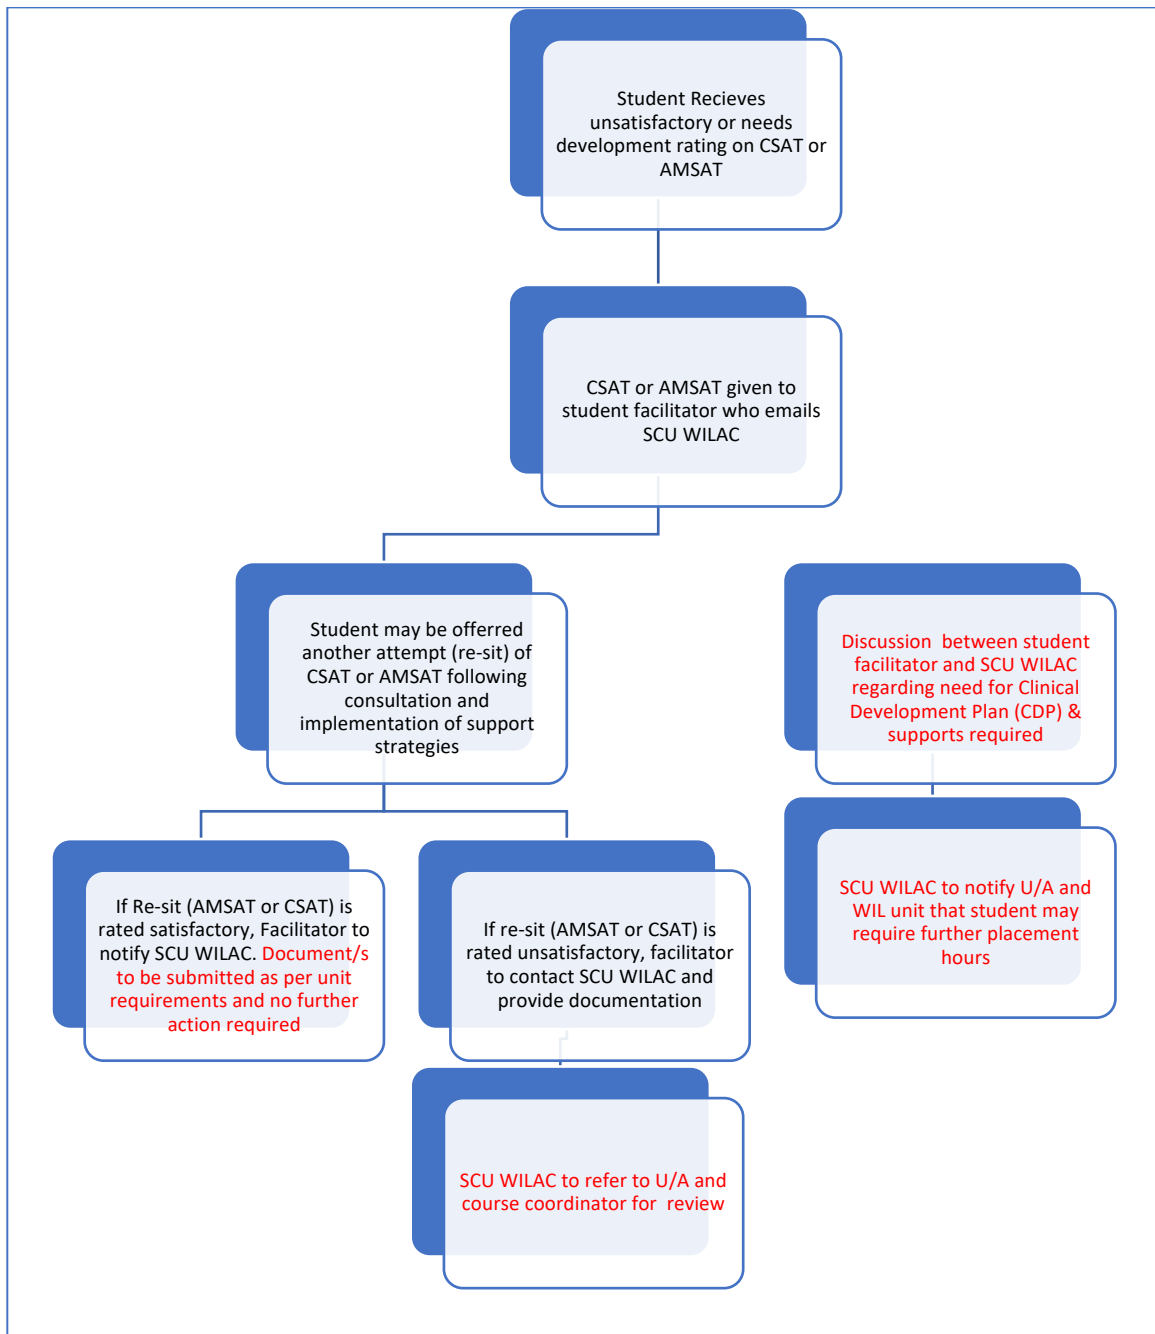 Student Recieves
unsatisfactory or needs
development rating on CSAT or
AMSAT
CSAT or AMSAT given to
student facilitator who emails
SCU WILAC
Student may be offerred
another attempt (re-sit) of
CSAT or AMSAT following
consultation and
implementation of support
strategies
Discussion between student
facilitator and SCU WILAC
regarding need for Clinical
Development Plan (CDP) &
supports required
If Re-sit (AMSAT or CSAT) is
rated satisfactory, Facilitator to
notify SCU WILAC. Document/s
to be submitted as per unit
requirements and no further
action required
If re-sit (AMSAT or CSAT) is
rated unsatisfactory, facilitator
to contact SCU WILAC and
provide documentation
SCU WILAC to notify U/A and
WIL unit that student may
require further placement
hours
SCU WILAC to refer to U/A and
course coordinator for review